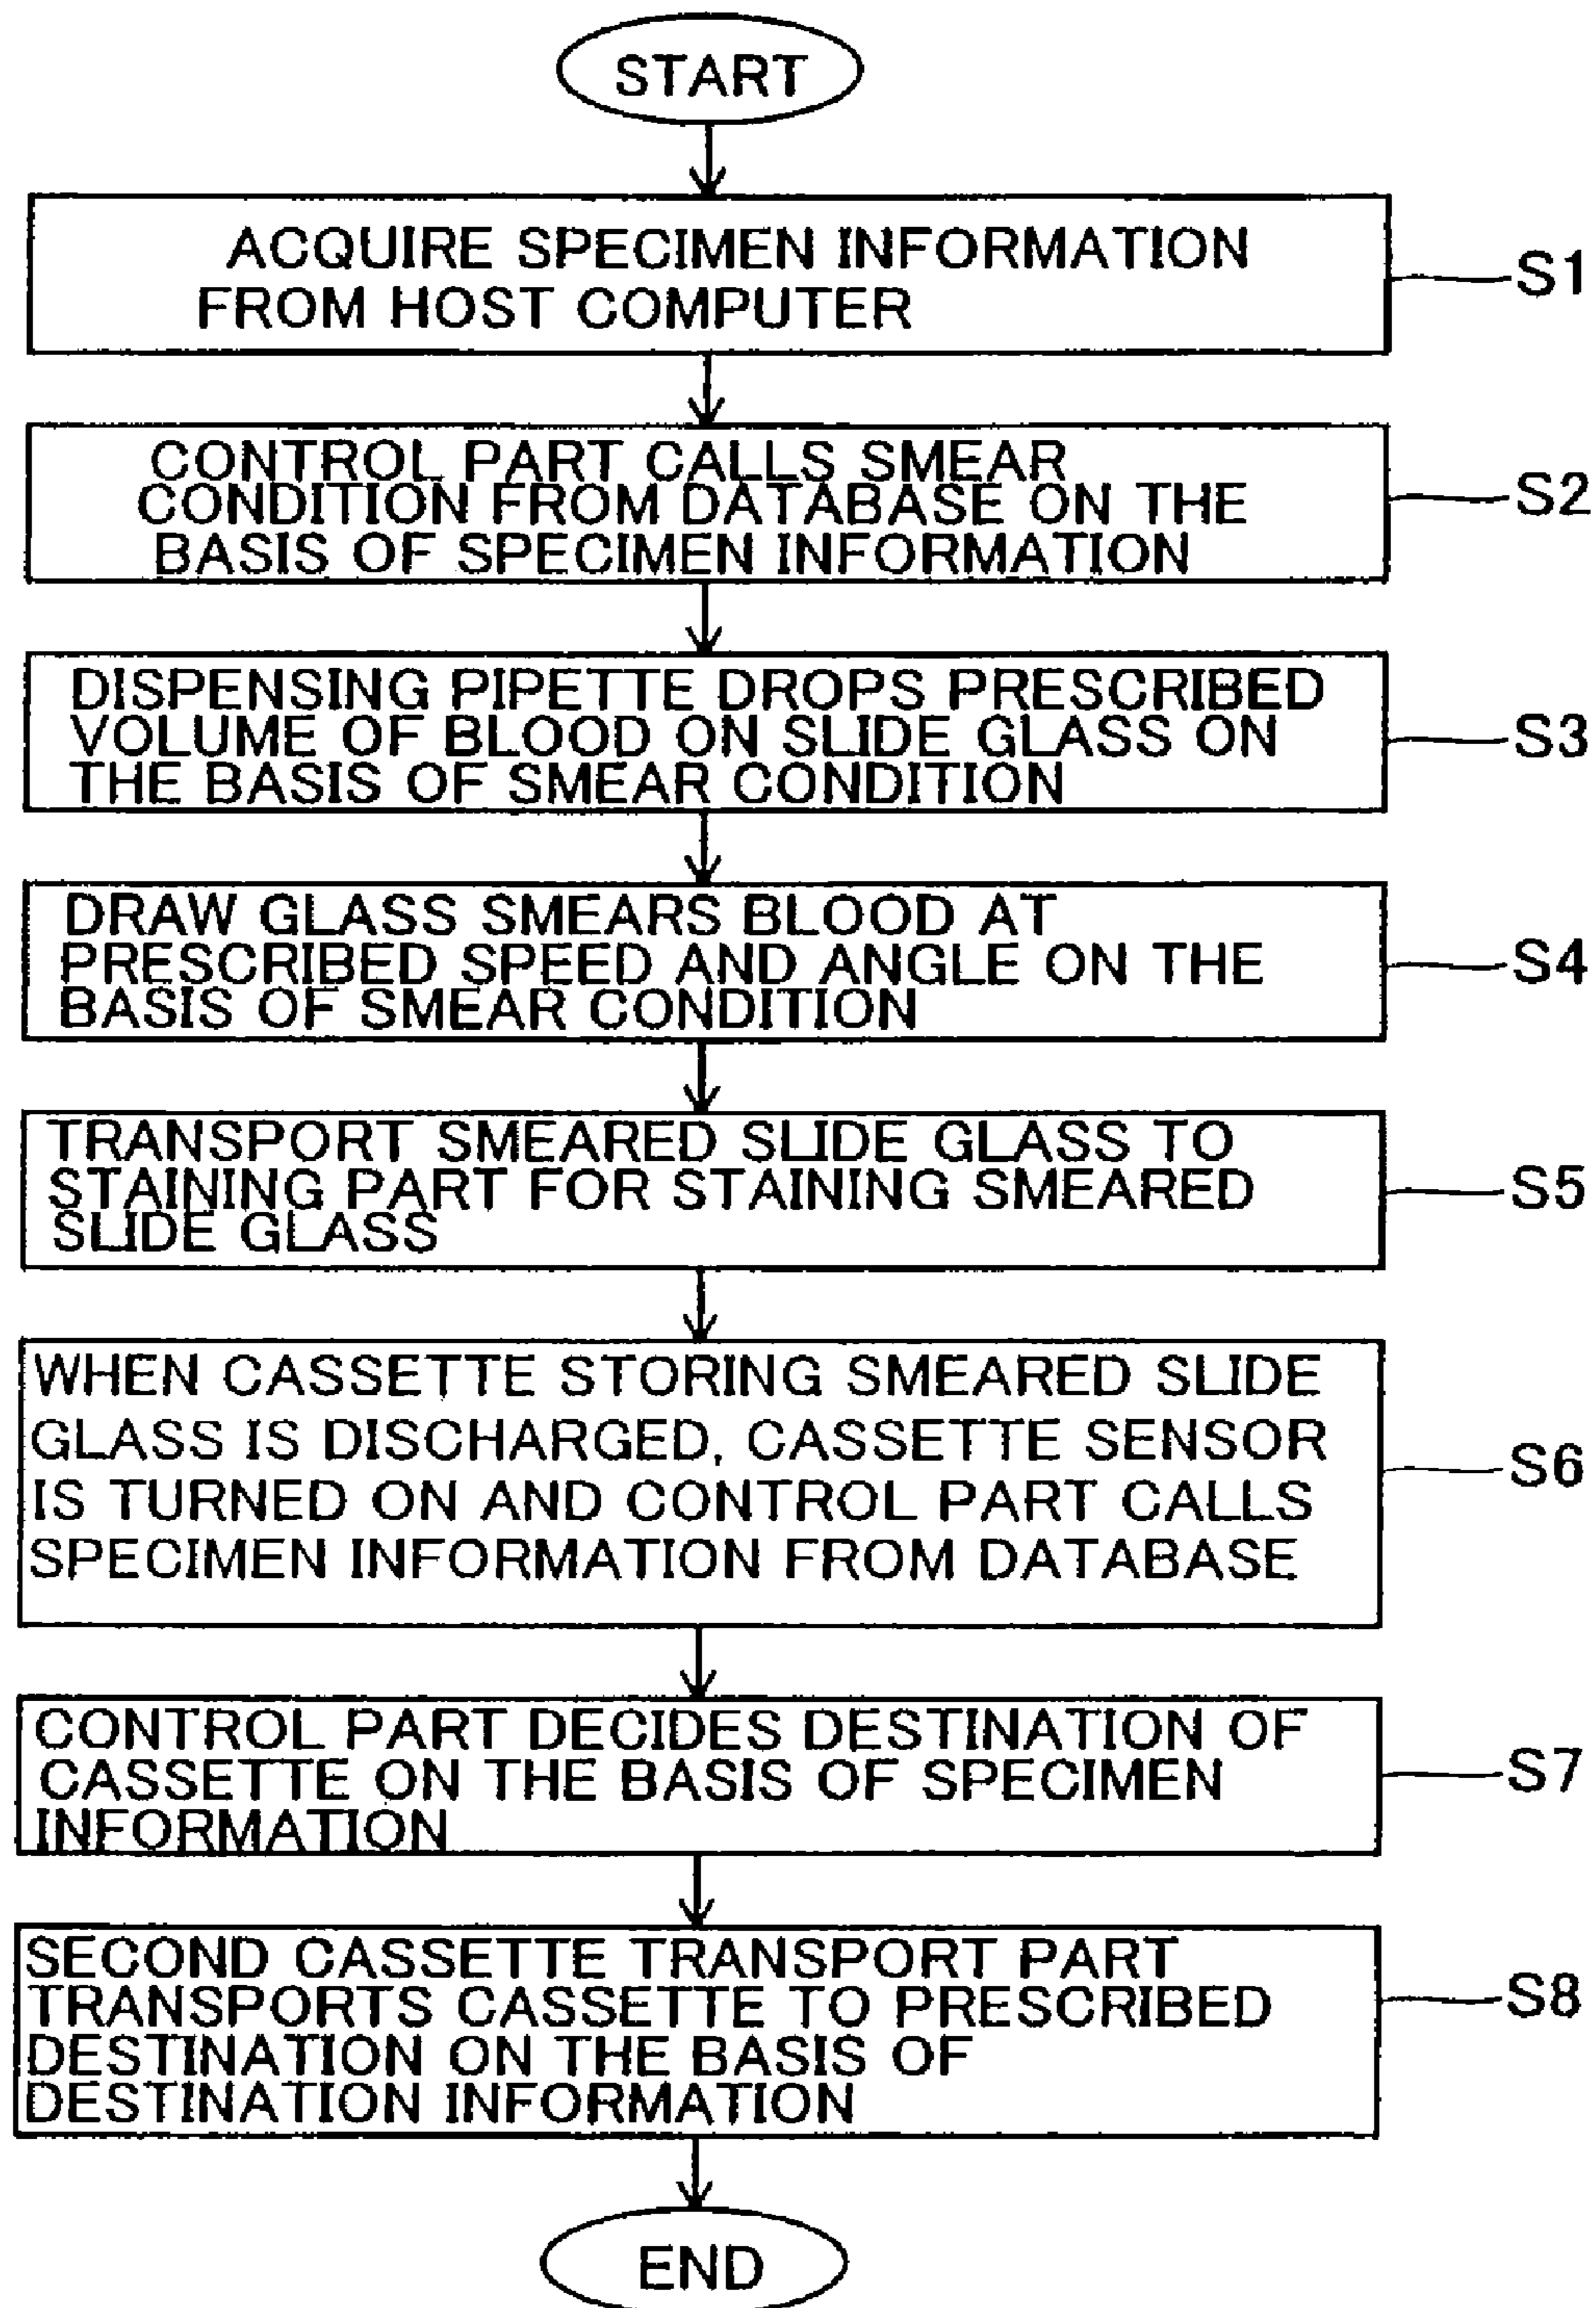 START
ACQUIRE SPECIMEN INFORMATION
FROM HOST COMPUTER
S1
CONTROL PART CALLS SMEAR
CONDITION FROM DATABASE ON THE
BASIS OF SPECIMEN INFORMATION
S2
DISPENSING PIPETTE DROPS PRESCRIBED
VOLUME OF BLOOD ON SLIDE GLASS ON
THE BASIS OF SMEAR CONDITION
S3
DRAW GLASS SMEARS BLOOD AT
PRESCRIBED SPEED AND ANGLE ON THE
BASIS OF SMEAR CONDITION
S4
TRANSPORT SMEARED SLIDE GLASS TO
STAINING PART FOR STAINING SMEARED
SLIDE GLASS
S5
WHEN CASSETTE STORING SMEARED SLIDE
GLASS IS DISCHARGED, CASSETTE SENSOR
IS TURNED ON AND CONTROL PART CALLS
SPECIMEN INFORMATION FROM DATABASE
S6
CONTROL PART DECIDES DESTINATION OF
CASSETTE ON THE BASIS OF SPECIMEN
INFORMATION
S7
SECOND CASSETTE TRANSPORT PART
TRANSPORTS CASSETTE TO PRESCRIBED
DESTINATION ON THE BASIS OF
DESTINATION INFORMATION
S8
END